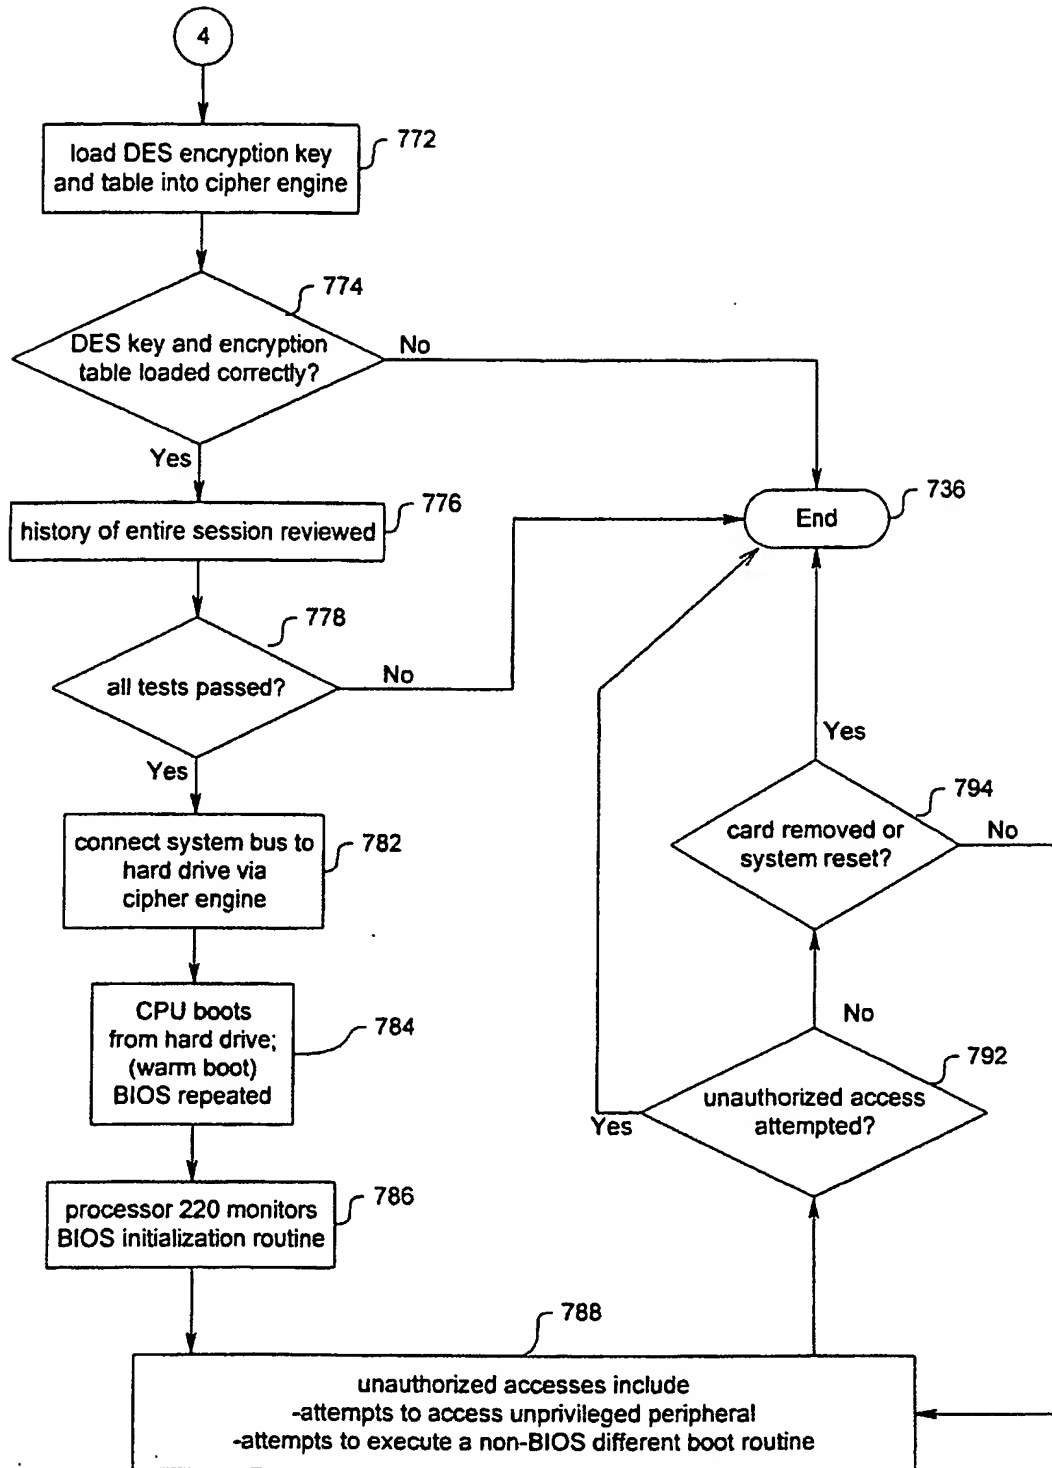 4
load DES encryption key
and table into cipher engine
772
774
DES key and encryption
table loaded correctly?
No
Yes
history of entire session reviewed
776
End
736
778
all tests passed?
No
Yes
connect system bus to
hard drive via
cipher engine
782
CPU boots
from hard drive;
(warm boot)
BIOS repeated
784
processor 220 monitors
BIOS initialization routine
786
788
unauthorized accesses include
-attempts to access unprivileged peripheral
-attempts to execute a non-BIOS different boot routine
unauthorized access
attempted?
792
Yes
No
card removed or
system reset?
794
Yes
No